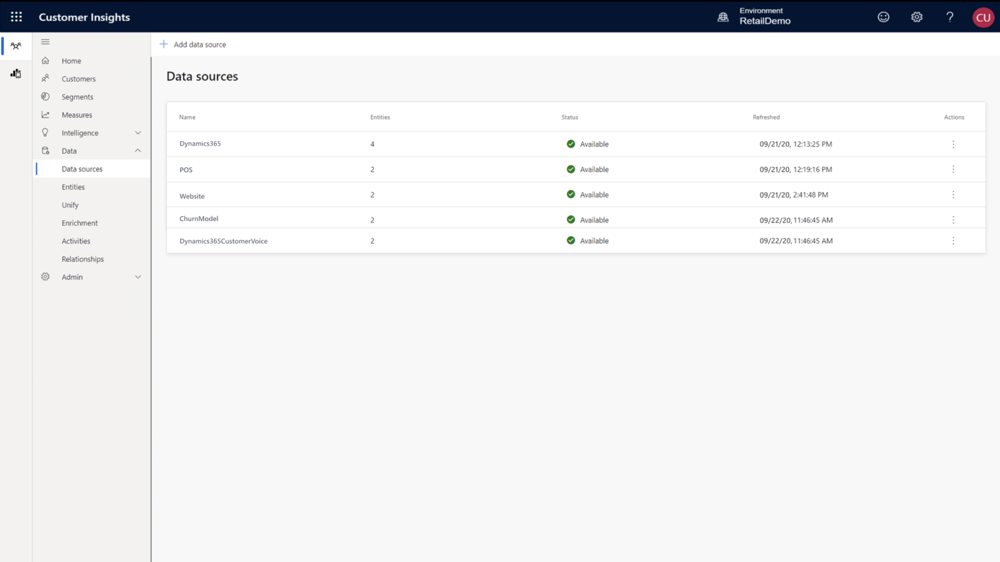 Customer Insights
Environment
RetailDemo
?
CU
Home
Customers
Segments
Measures
Intelligence
Data
Data sources
Entities
Unify
Enrichment
Activities
Relationships
Admin
+ Add data source
Data sources
Name Entities Status Refreshed Actions
Dynamics365 4 Available 09/21/20, 12:13:25 PM
POS 2 Available 09/21/20, 12:19:16 PM
Website 2 Available 09/21/20, 2:41:48 PM
ChurnModel 2 Available 09/22/20, 11:46:45 AM
Dynamics365CustomerVoice 2 Available 09/22/20, 11:46:45 AM